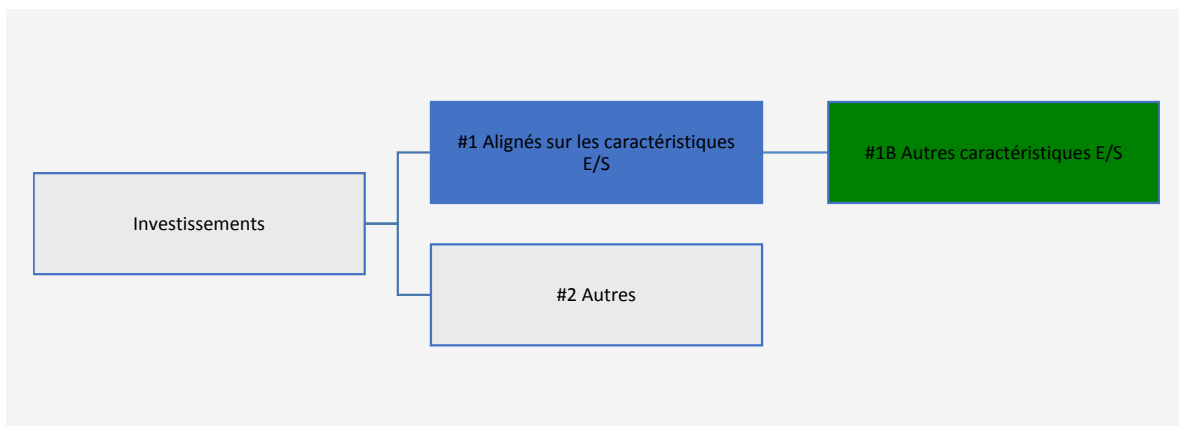 #1 Alignés sur les caractéristiques
E/S
#1B Autres caractéristiques E/S
Investissements
#2 Autres